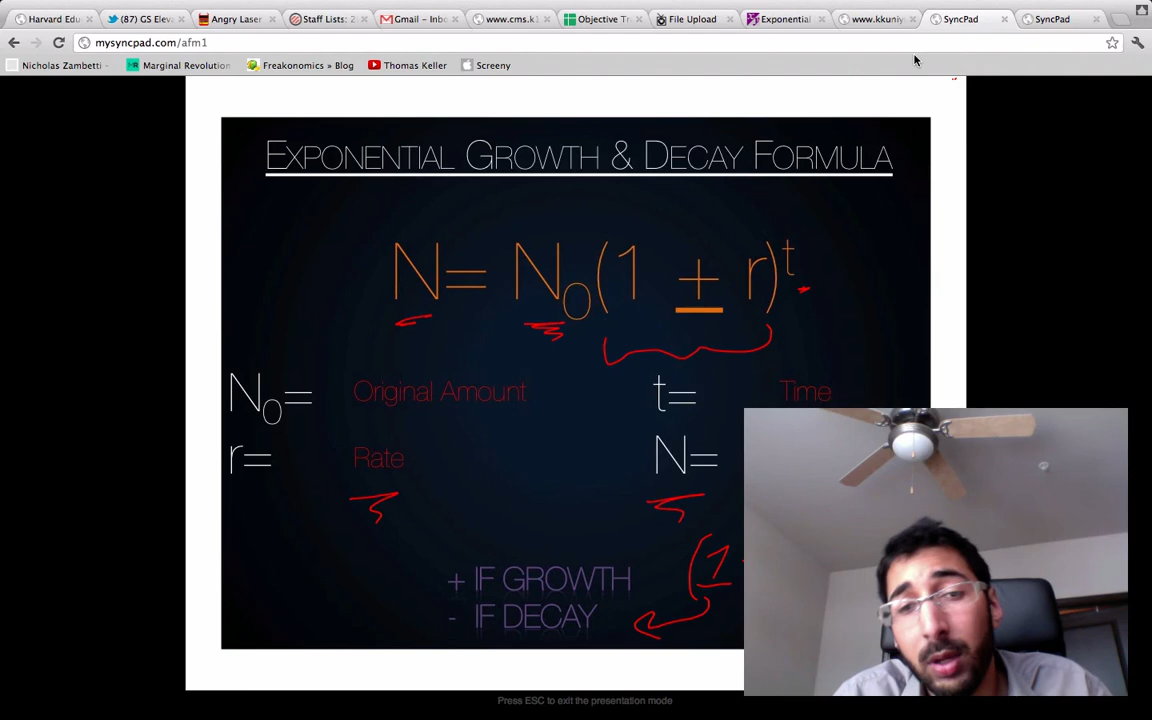 Harvard Edu
(87) GS Elev
Angry Laser
Staff Lists: 2
Gmail - Inbo
www.cms.k1
Objective Tr
File Upload
Exponential
www.kkuniy
SyncPad
SyncPad
mysyncpad.com/afm1
Nicholas Zambetti -
Marginal Revolution
Freakonomics » Blog
Thomas Keller
Screeny
EXPONENTIAL GROWTH & DECAY FORMULA
N= N₀(1 ± r)ᵗ
N₀= Original Amount
t= Time
r= Rate
N=
(1
+ IF GROWTH
- IF DECAY
Press ESC to exit the presentation mode